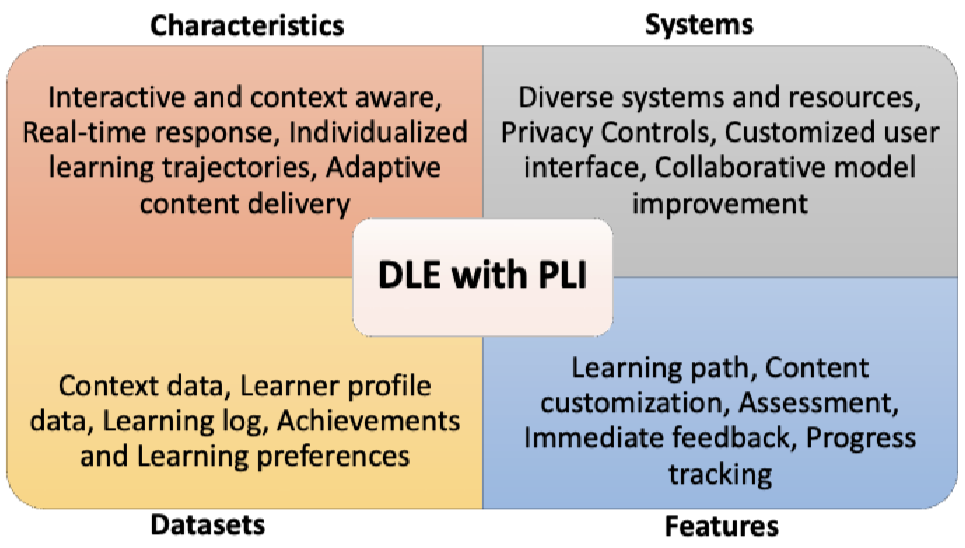 Characteristics
Systems
Interactive and context aware,
Real-time response, Individualized
learning trajectories, Adaptive
content delivery
Diverse systems and resources,
Privacy Controls, Customized user
interface, Collaborative model
improvement
DLE with PLI
Context data, Learner profile
data, Learning log, Achievements
and Learning preferences
Learning path, Content
customization, Assessment,
Immediate feedback, Progress
tracking
Datasets
Features